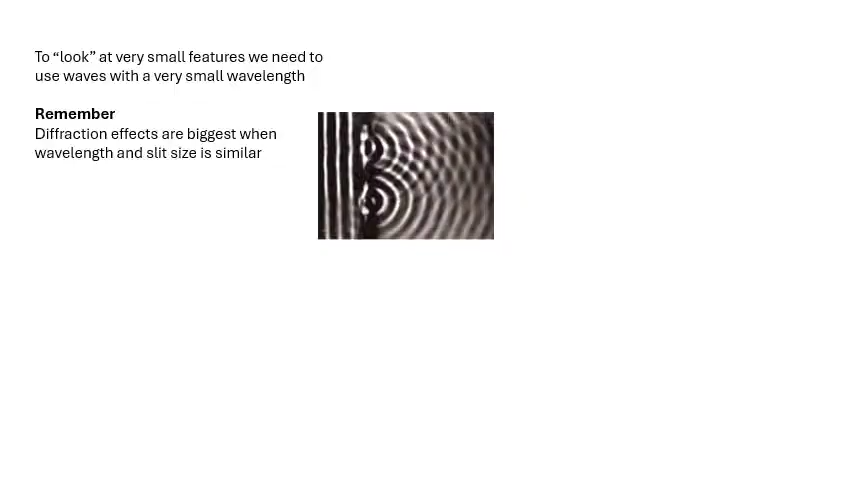 To “look” at very small features we need to
use waves with a very small wavelength
Remember
Diffraction effects are biggest when
wavelength and slit size is similar